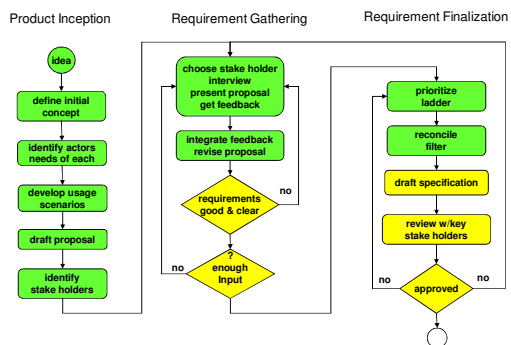 Product Inception
Requirement Gathering
Requirement Finalization
idea
define initial
concept
identify actors
needs of each
develop usage
scenarios
draft proposal
identify
stake holders
choose stake holder
interview
present proposal
get feedback
integrate feedback
revise proposal
requirements
good & clear
no
?
enough
Input
no
prioritize
ladder
reconcile
filter
draft specification
review w/key
stake holders
approved
no
no